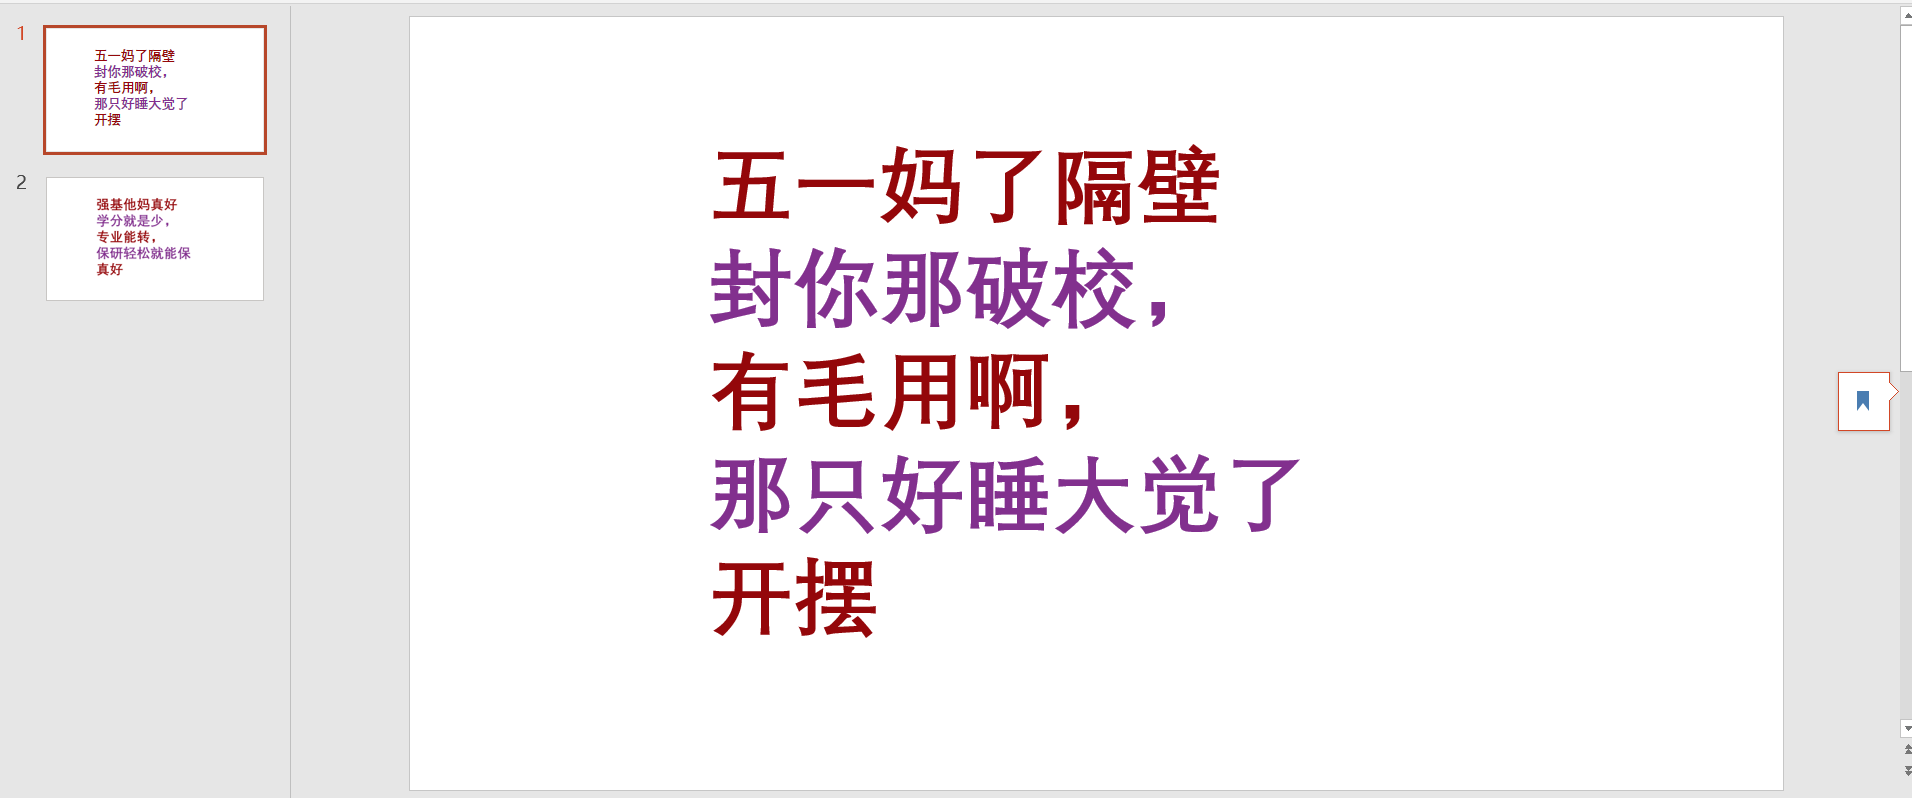 1
五一妈了隔壁
封你那破校，
有毛用啊，
那只好睡大觉了
开摆
2
强基他妈真好
学分就是少，
专业能转，
保研轻松就能保
真好
五一妈了隔壁
封你那破校，
有毛用啊，
那只好睡大觉了
开摆